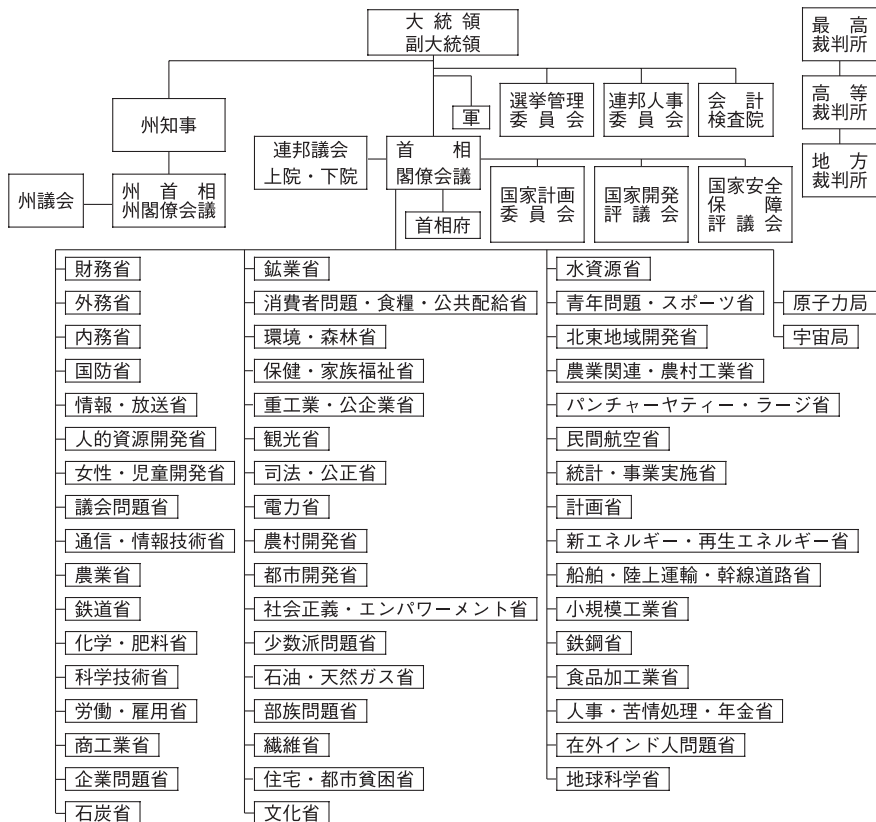 大統領
副大統領
最高
裁判所
高等
裁判所
地方
裁判所
州知事
軍
選挙管理
委員会
連邦人事
委員会
会計
検査院
連邦議会
上院・下院
首相
閣僚会議
首相府
州議会
州首相
州閣僚会議
国家計画
委員会
国家開発
評議会
国家安全
保障
評議会
財務省
外務省
内務省
国防省
情報・放送省
人的資源開発省
女性・児童開発省
議会問題省
通信・情報技術省
農業省
鉄道省
化学・肥料省
科学技術省
労働・雇用省
商工業省
企業問題省
石炭省
鉱業省
消費者問題・食糧・公共配給省
環境・森林省
保健・家族福祉省
重工業・公企業省
観光省
司法・公正省
電力省
農村開発省
都市開発省
社会正義・エンパワーメント省
少数派問題省
石油・天然ガス省
部族問題省
繊維省
住宅・都市貧困省
文化省
水資源省
青年問題・スポーツ省
北東地域開発省
農業関連・農村工業省
パンチャーヤティー・ラージ省
民間航空省
統計・事業実施省
計画省
新エネルギー・再生エネルギー省
船舶・陸上運輸・幹線道路省
小規模工業省
鉄鋼省
食品加工業省
人事・苦情処理・年金省
在外インド人問題省
地球科学省
原子力局
宇宙局